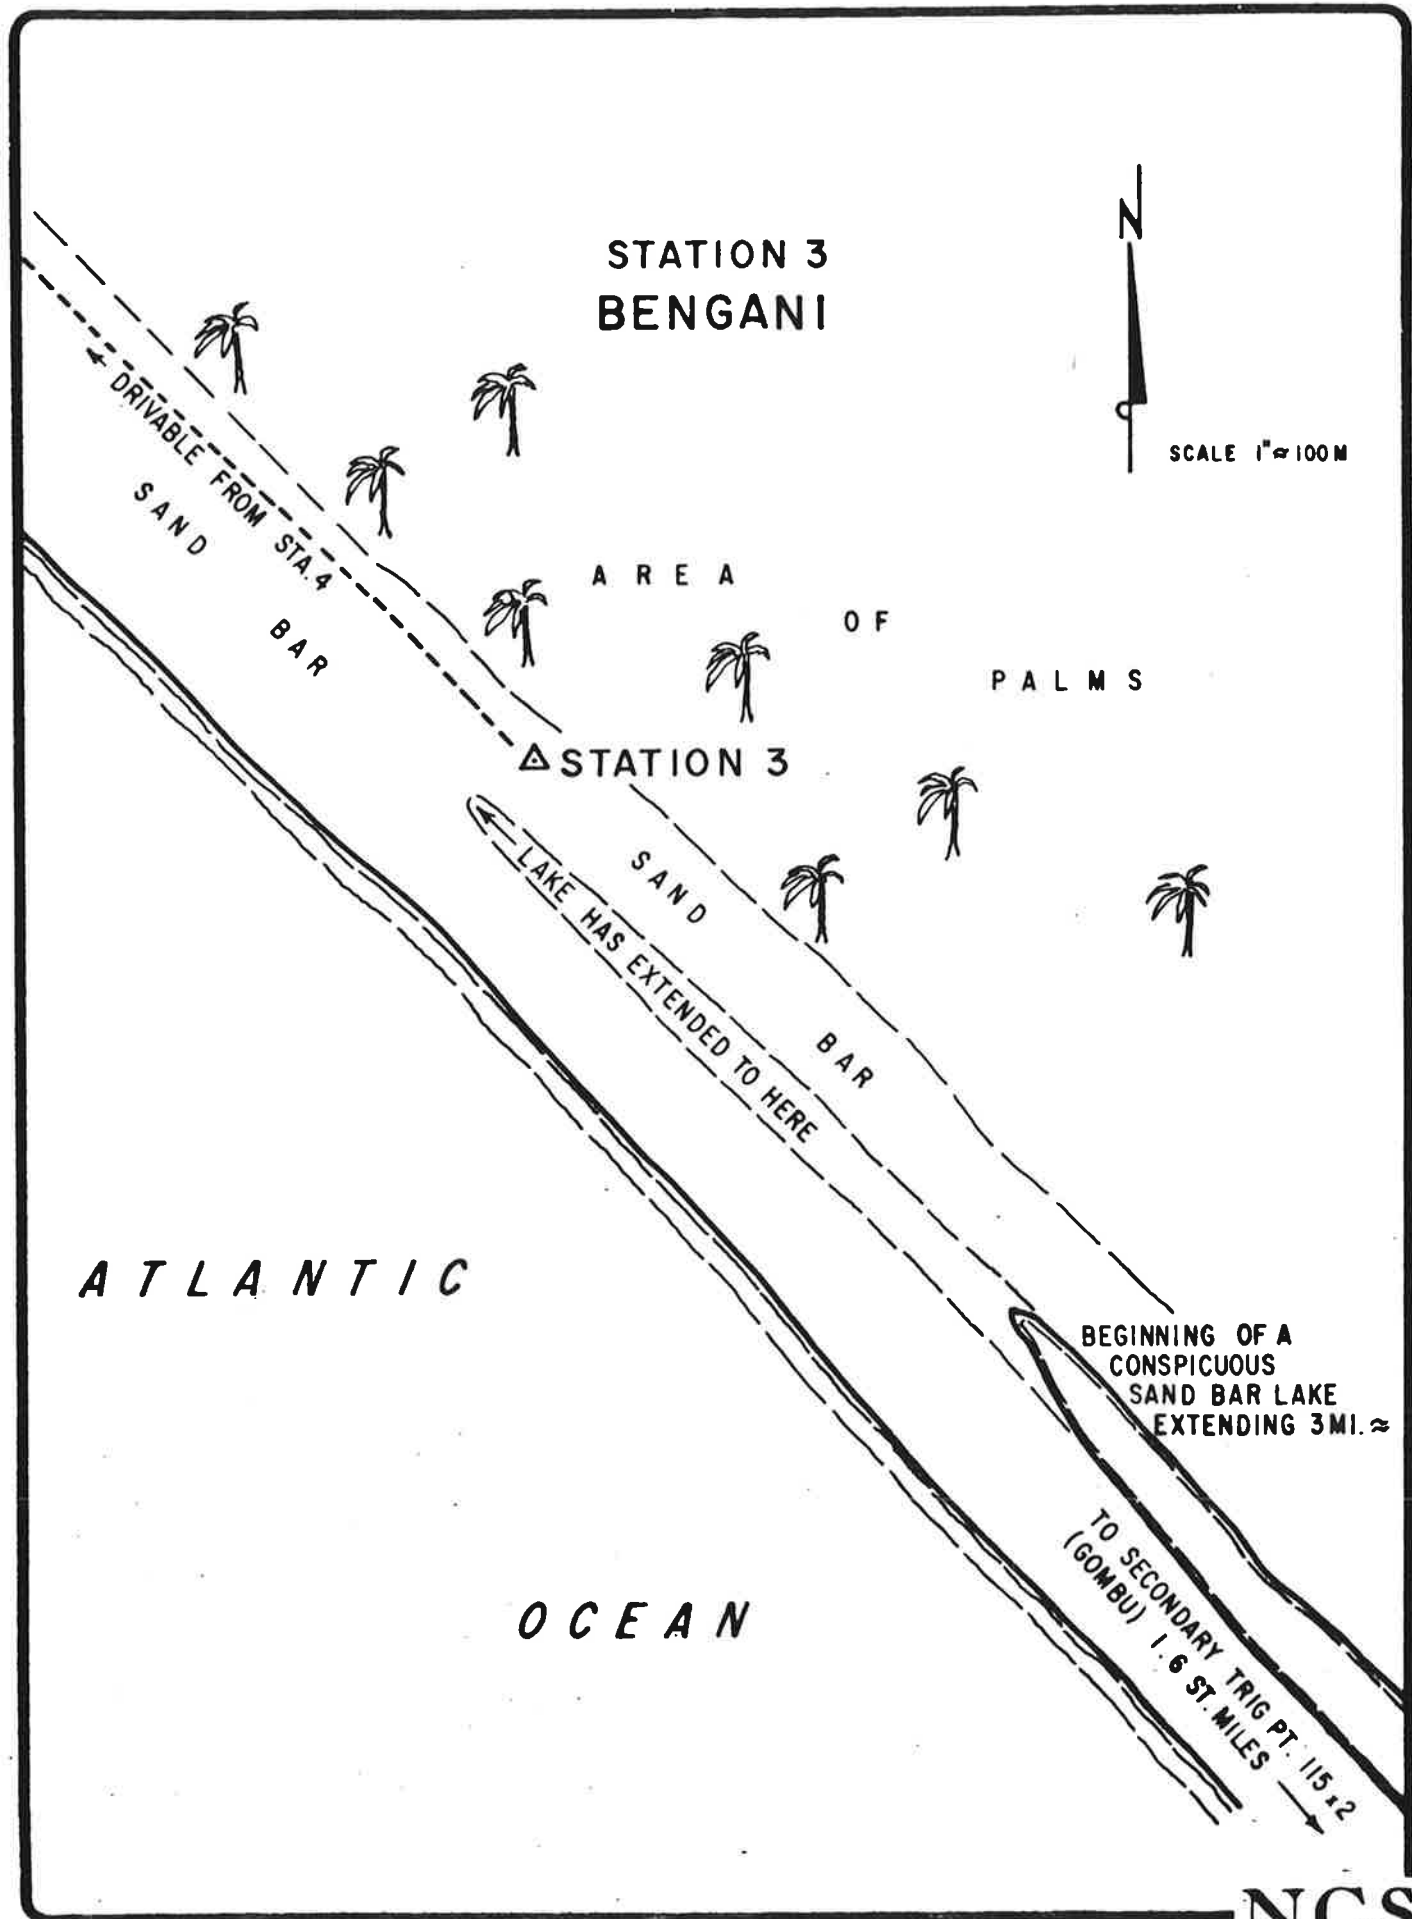 STATION 3
BENGANI
N
SCALE 1"≈100M
DRIVABLE FROM STA.4
SAND
BAR
AREA
OF
PALMS
STATION 3
LAKE HAS EXTENDED TO HERE
SAND
BAR
ATLANTIC
OCEAN
BEGINNING OF A
CONSPICUOUS
SAND BAR LAKE
EXTENDING 3MI.≈
TO SECONDARY TRIG PT. 115x2
(GOMBU) 1.6 ST. MILES
NGS